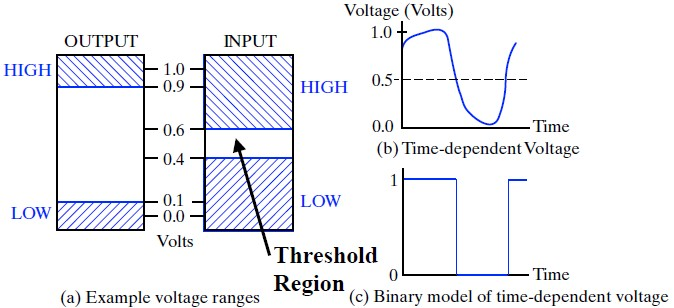 OUTPUT INPUT
HIGH
1.0
0.9
HIGH
0.6
0.4
LOW
0.1
0.0
LOW
Volts
Threshold
Region
(a) Example voltage ranges
Voltage (Volts)
1.0
0.5
0.0
Time
(b) Time-dependent Voltage
1
0
Time
(c) Binary model of time-dependent voltage